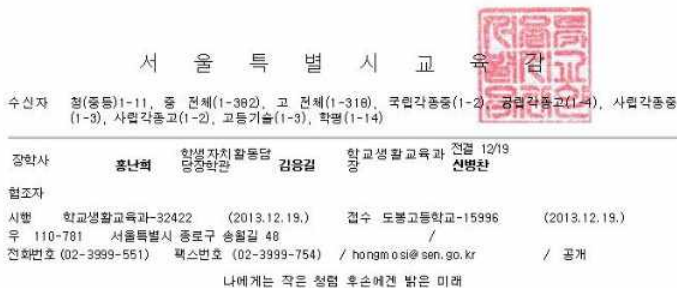 서 울 특 별 시 교 육 감
수신자 청(중등)1-11, 중 전체(1-382), 고 전체(1-318), 국립각종중(1-2), 공립각종고(1-4), 사립각종중
(1-3), 사립각종고(1-2), 고등기술(1-3), 학평(1-14)
장학사 홍난희 학생자치활동담당장학관 김용길 학교생활교육과장 전결 12/19 신병찬
협조자
시행 학교생활교육과-32422 (2013.12.19.) 접수 도봉고등학교-15996 (2013.12.19.)
우 110-781 서울특별시 종로구 송월길 48 /
전화번호 (02-3999-551) 팩스번호 (02-3999-754) / hongmosi@sen.go.kr / 공개
나에게는 작은 청렴 후손에겐 밝은 미래